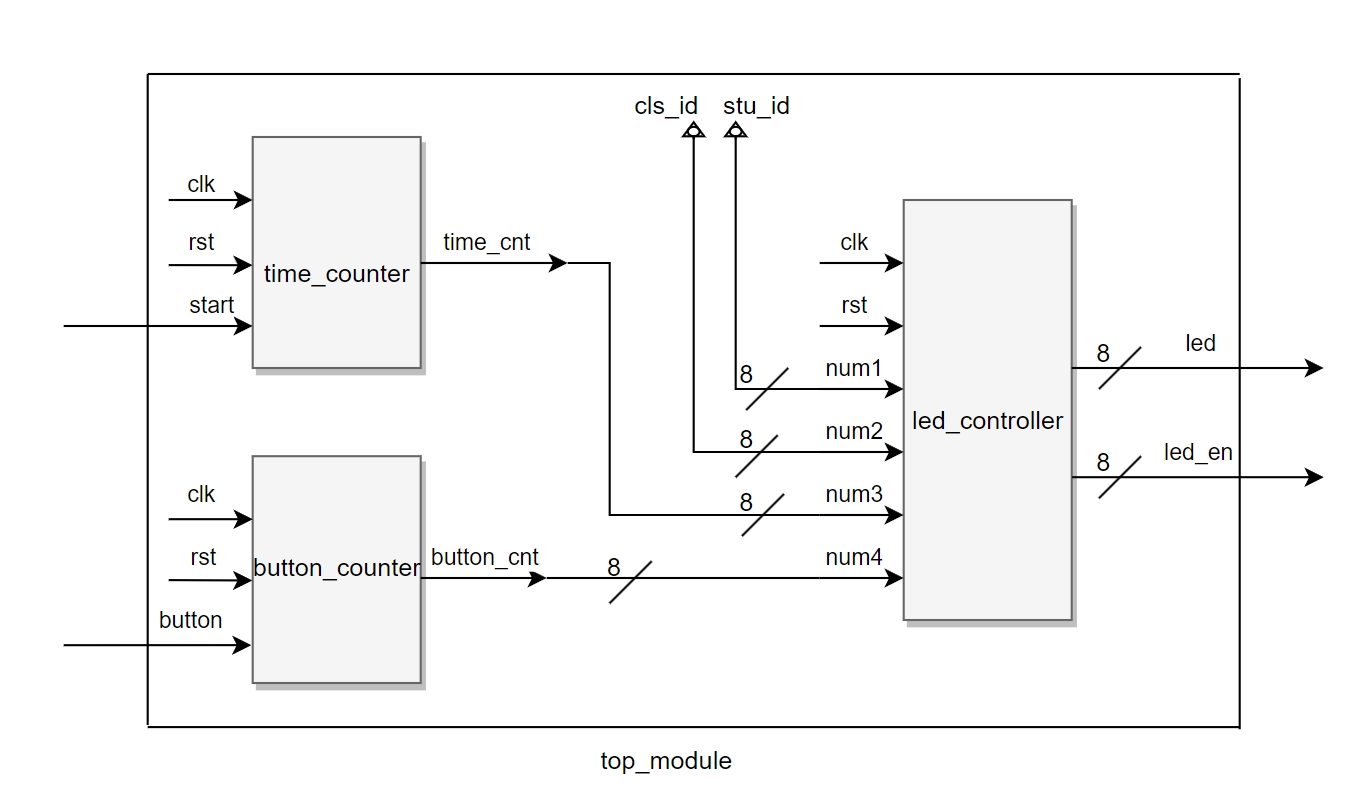 cls_id stu_id
clk
rst
time_counter
start
time_cnt
clk
rst
button_counter
button
button_cnt
8
clk
rst
8 num1
8 num2
8 num3
num4
led_controller
8 led
8 led_en
top_module